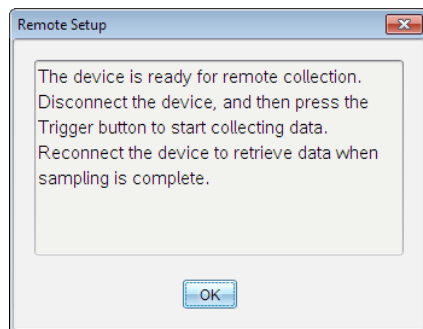 Remote Setup
The device is ready for remote collection.
Disconnect the device, and then press the
Trigger button to start collecting data.
Reconnect the device to retrieve data when
sampling is complete.
OK